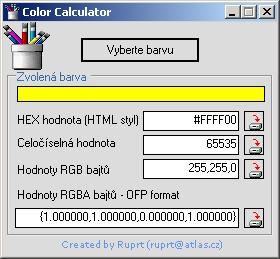 Color Calculator
Vyberte barvu
Zvolená barva
HEX hodnota (HTML styl) #FFFF00
Celočíselná hodnota 65535
Hodnoty RGB bajtů 255,255,0
Hodnoty RGBA bajtů - OFP format
{1.000000,1.000000,0.000000,1.000000}
Created by Ruprt (ruprt@atlas.cz)